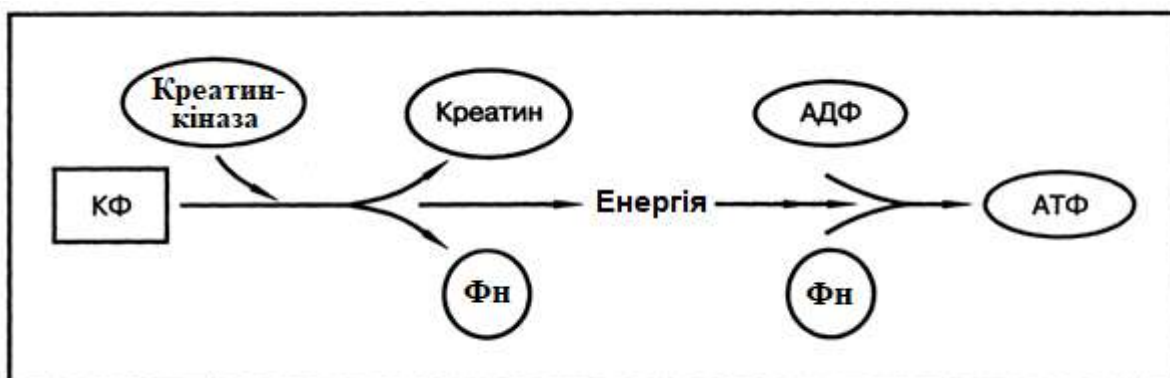 Креатин-
кіназа
Креатин
АДФ
КФ
Енергія
АТФ
Фн
Фн